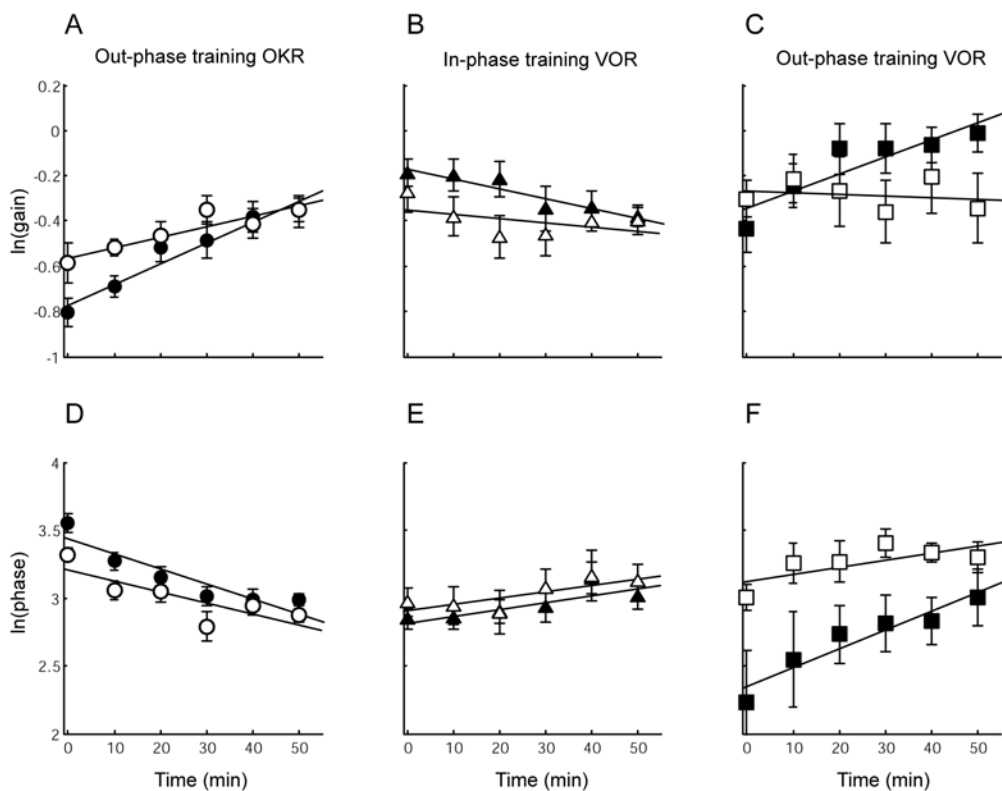 A B C
Out-phase training OKR In-phase training VOR Out-phase training VOR
0.2
0
-0.2
-0.4
-0.6
-0.8
-1
ln(gain)
D E F
4
3.5
3
2.5
2
ln(phase)
0 10 20 30 40 50 0 10 20 30 40 50 0 10 20 30 40 50
Time (min) Time (min) Time (min)